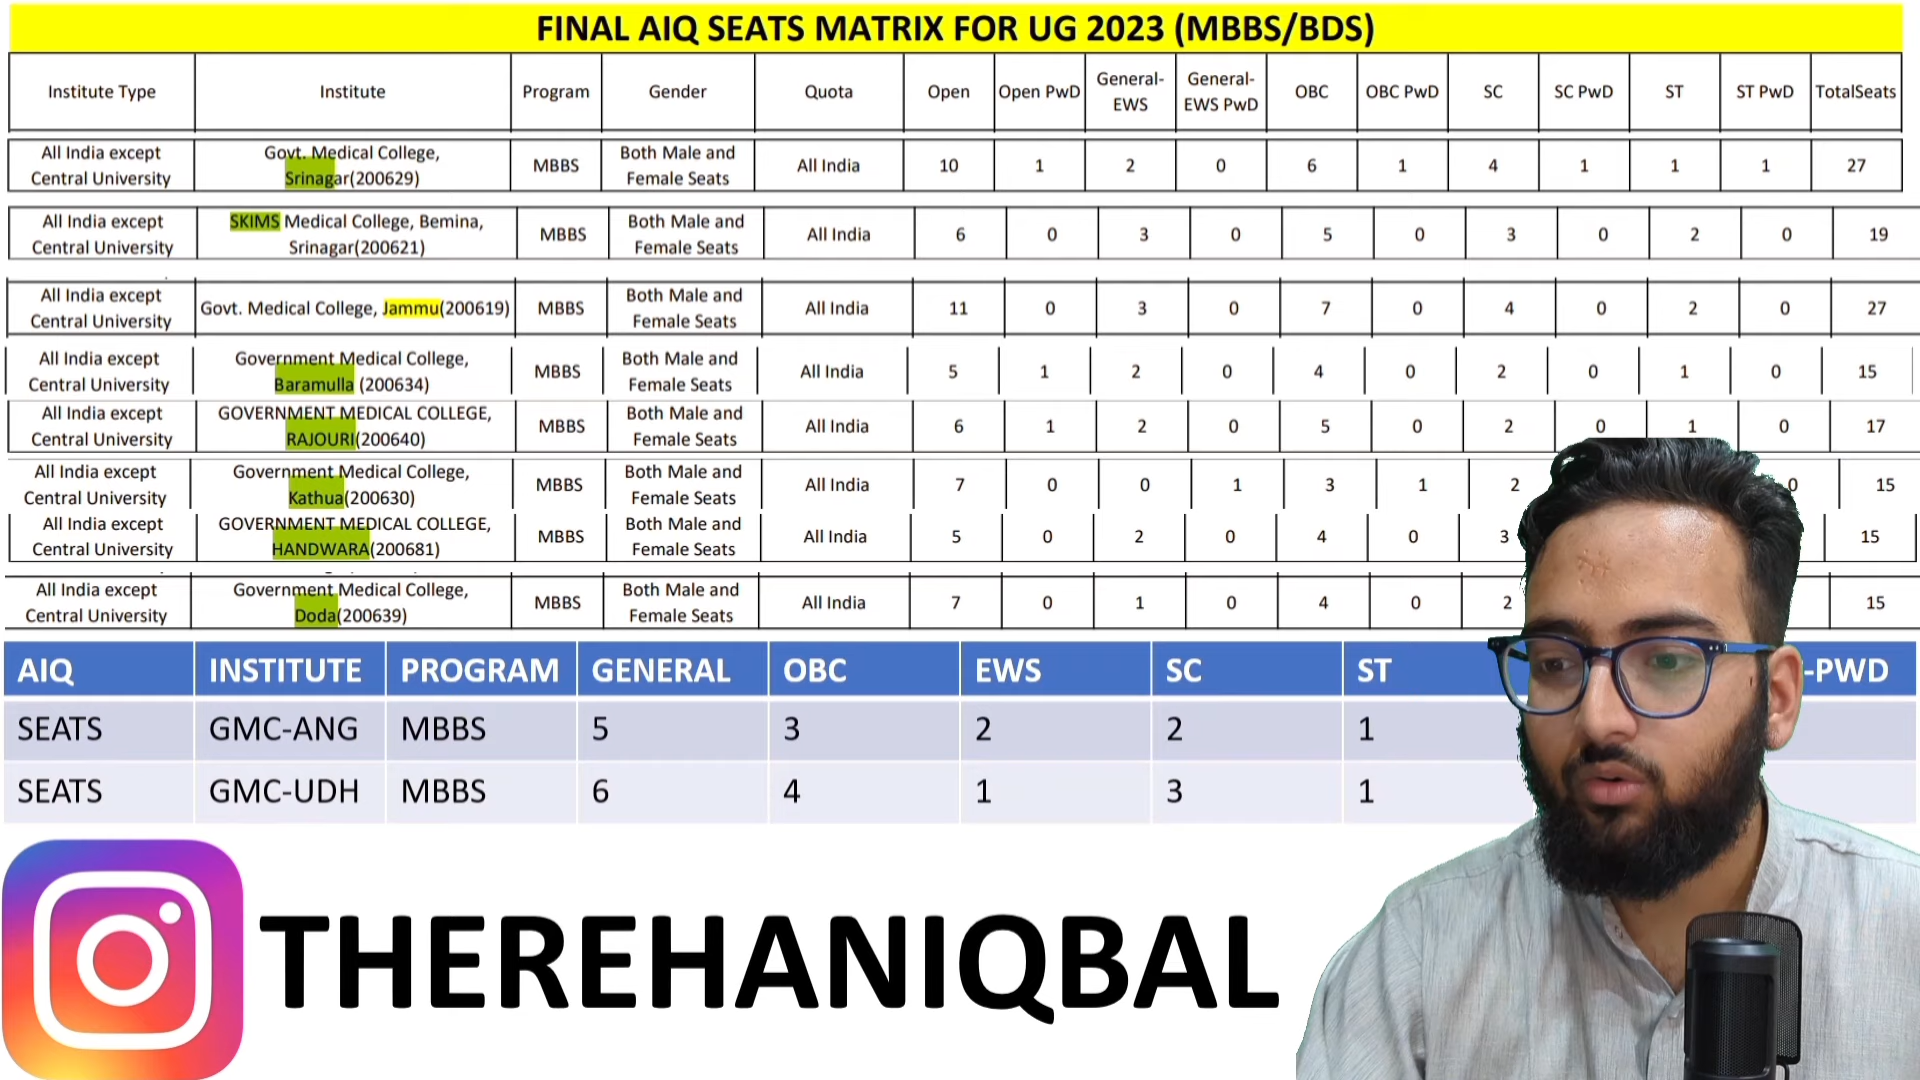 FINAL AIQ SEATS MATRIX FOR UG 2023 (MBBS/BDS)
Institute Type Institute Program Gender Quota Open Open PwD General-EWS General-EWS PwD OBC OBC PwD SC SC PwD ST ST PwD TotalSeats
All India except Central University Govt. Medical College, Srinagar(200629) MBBS Both Male and Female Seats All India 10 1 2 0 6 1 4 1 1 1 27
All India except Central University SKIMS Medical College, Bemina, Srinagar(200621) MBBS Both Male and Female Seats All India 6 0 3 0 5 0 3 0 2 0 19
All India except Central University Govt. Medical College, Jammu(200619) MBBS Both Male and Female Seats All India 11 0 3 0 7 0 4 0 2 0 27
All India except Central University Government Medical College, Baramulla (200634) MBBS Both Male and Female Seats All India 5 1 2 0 4 0 2 0 1 0 15
All India except Central University GOVERNMENT MEDICAL COLLEGE, RAJOURI(200640) MBBS Both Male and Female Seats All India 6 1 2 0 5 0 2 0 1 0 17
All India except Central University Government Medical College, Kathua(200630) MBBS Both Male and Female Seats All India 7 0 0 1 3 1 2 0 15
All India except Central University GOVERNMENT MEDICAL COLLEGE, HANDWARA(200681) MBBS Both Male and Female Seats All India 5 0 2 0 4 0 3 15
All India except Central University Government Medical College, Doda(200639) MBBS Both Male and Female Seats All India 7 0 1 0 4 0 2 15
AIQ INSTITUTE PROGRAM GENERAL OBC EWS SC ST -PWD
SEATS GMC-ANG MBBS 5 3 2 2 1
SEATS GMC-UDH MBBS 6 4 1 3 1
THEREHANIQBAL